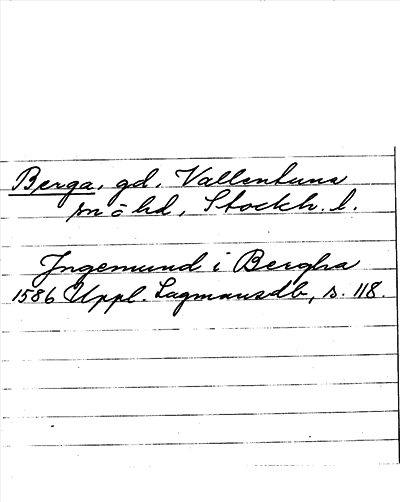 Berga, gd, Vallentuna
sn o hd, Stockh. l.
Ingemund i Bergha
1586 Uppl. Lagmansdb, s. 118.